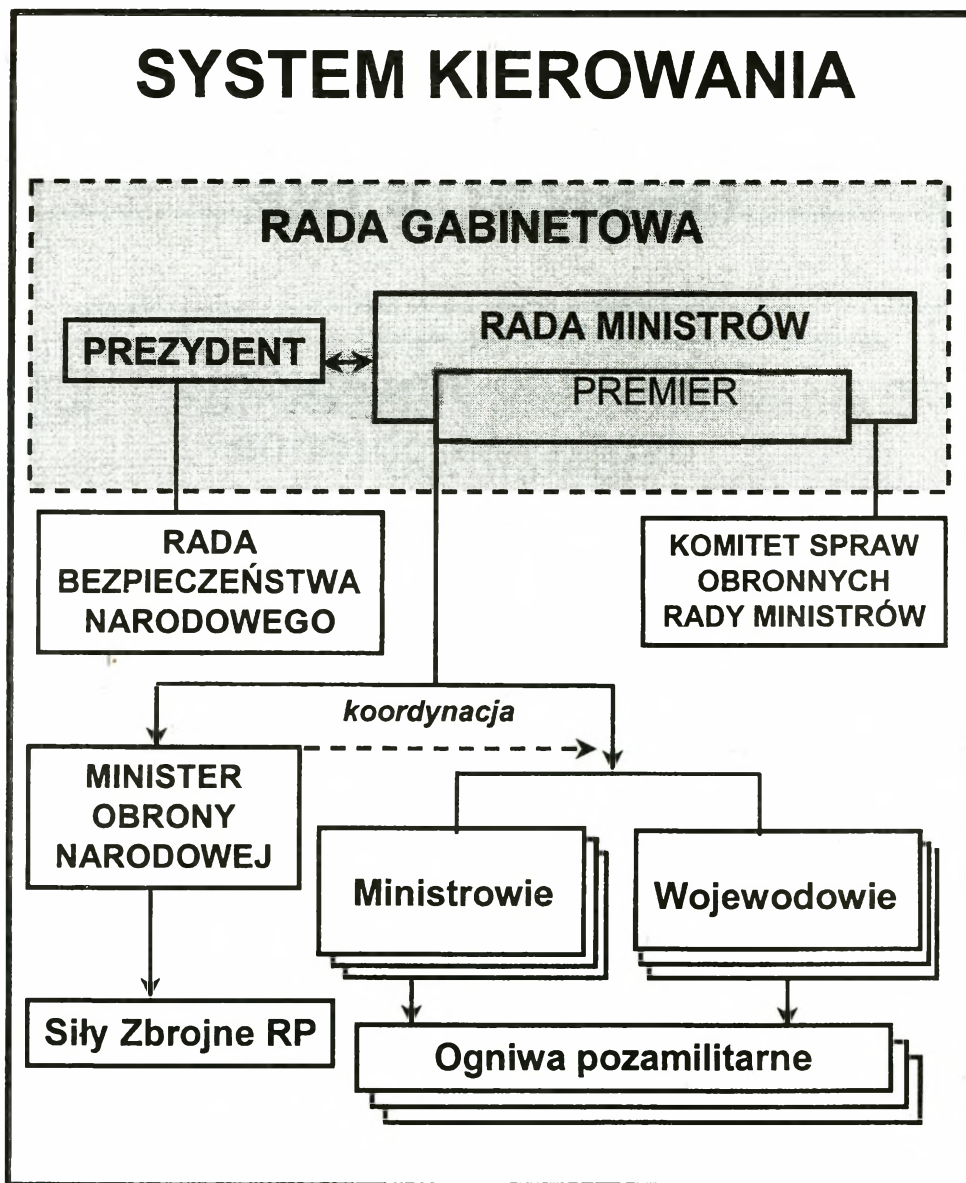 SYSTEM KIEROWANIA
RADA GABINETOWA
PREZYDENT
RADA MINISTRÓW
PREMIER
RADA
BEZPIECZEŃSTWA
NARODOWEGO
KOMITET SPRAW
OBRONNYCH
RADY MINISTRÓW
koordynacja
MINISTER
OBRONY
NARODOWEJ
Ministrowie
Wojewodowie
Siły Zbrojne RP
Ogniwa pozamilitarne